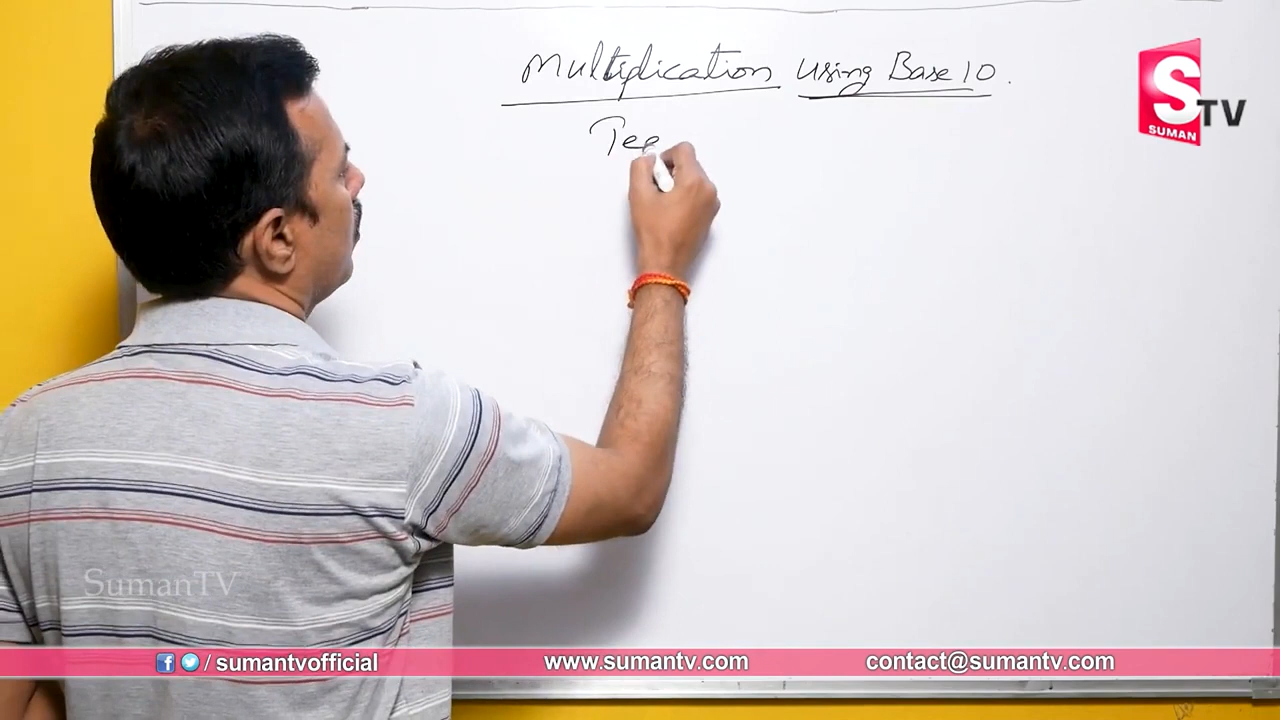 Multiplication Using Base 10.
Tee
S TV
SUMAN
SumanTV
/ sumantvofficial
www.sumantv.com
contact@sumantv.com